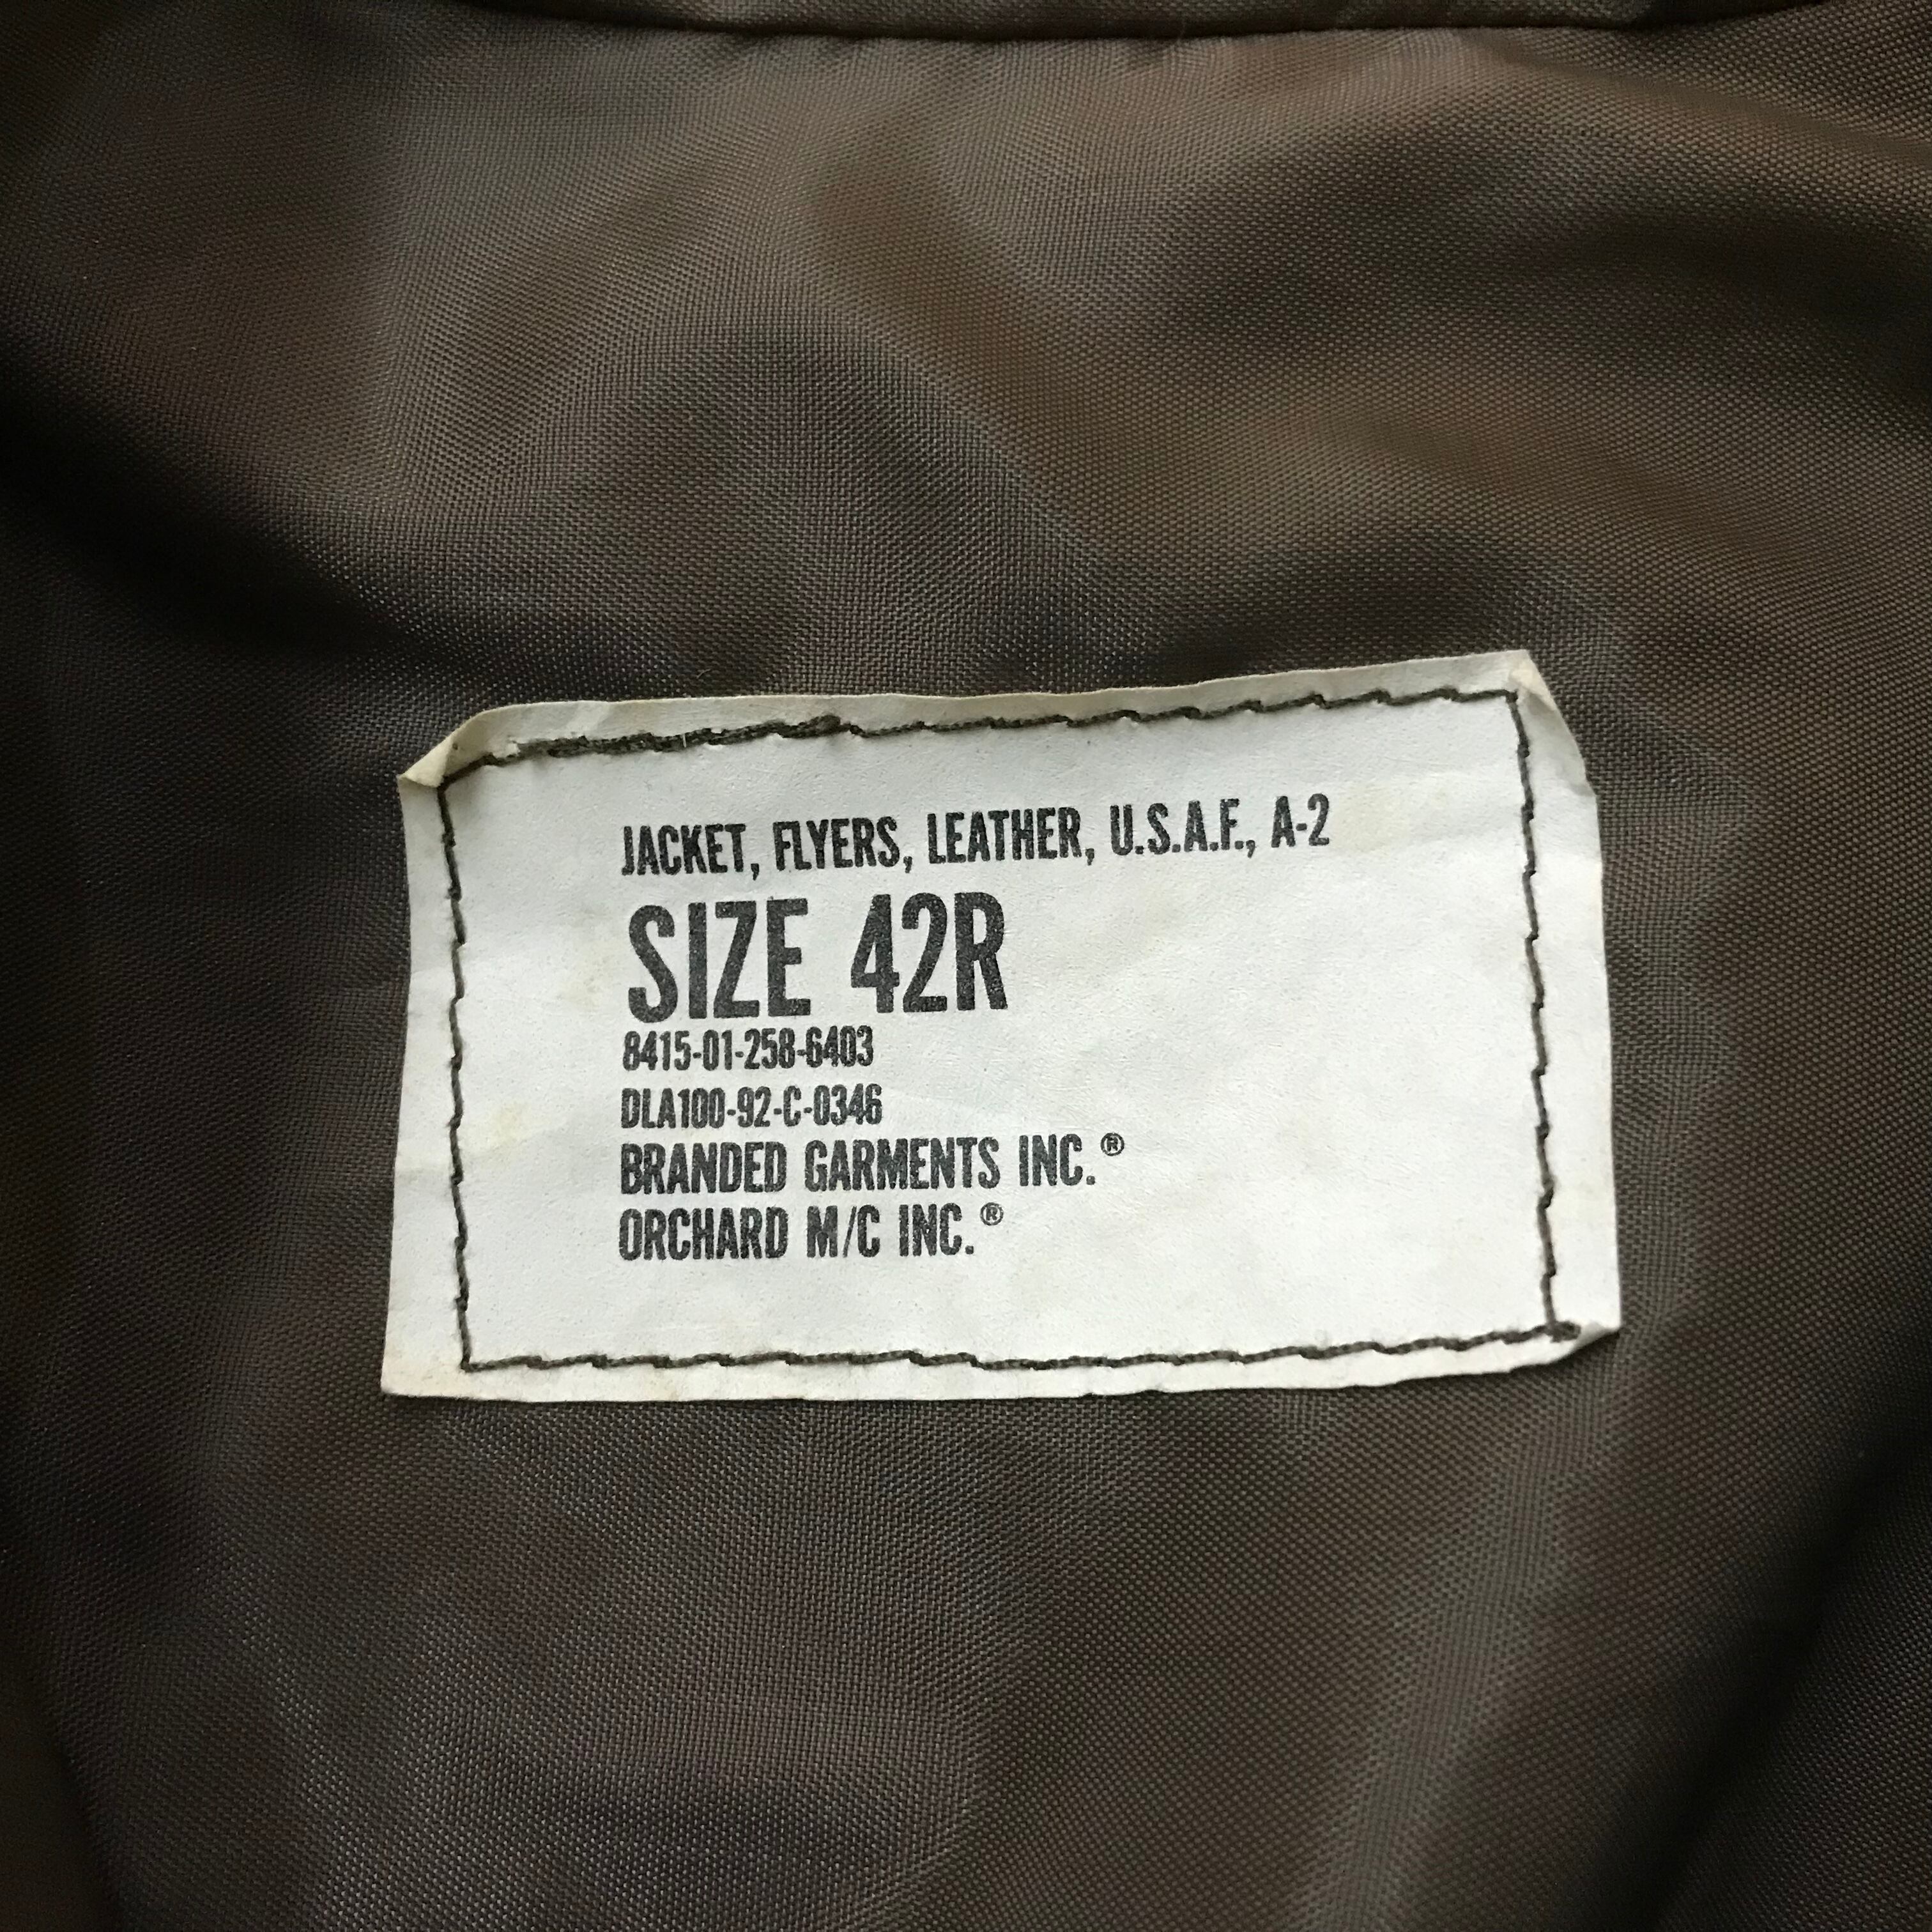 JACKET, FLYERS, LEATHER, U.S.A.F., A-2
SIZE 42R
8415-01-258-6403
DLA100-92-C-0346
BRANDED GARMENTS INC.®
ORCHARD M/C INC.®